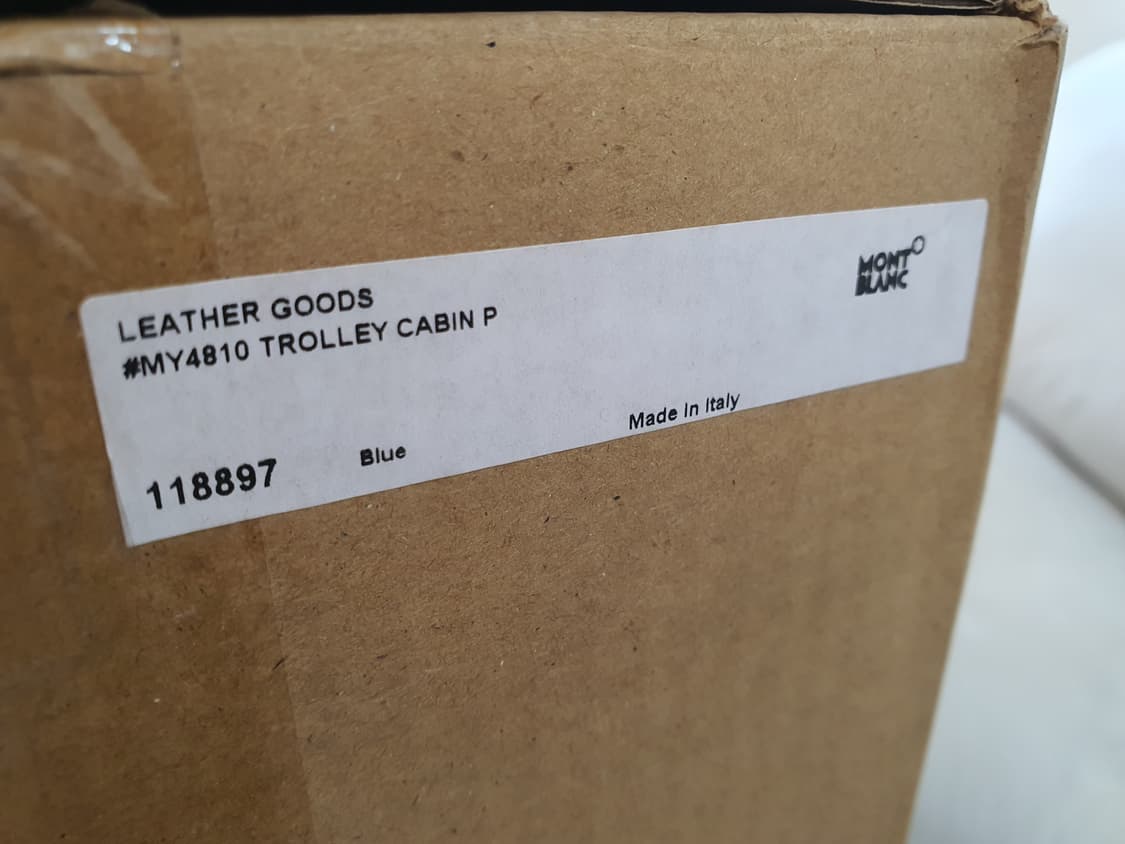 LEATHER GOODS
#MY4810 TROLLEY CABIN P
MONT
BLANC
118897 Blue Made In Italy